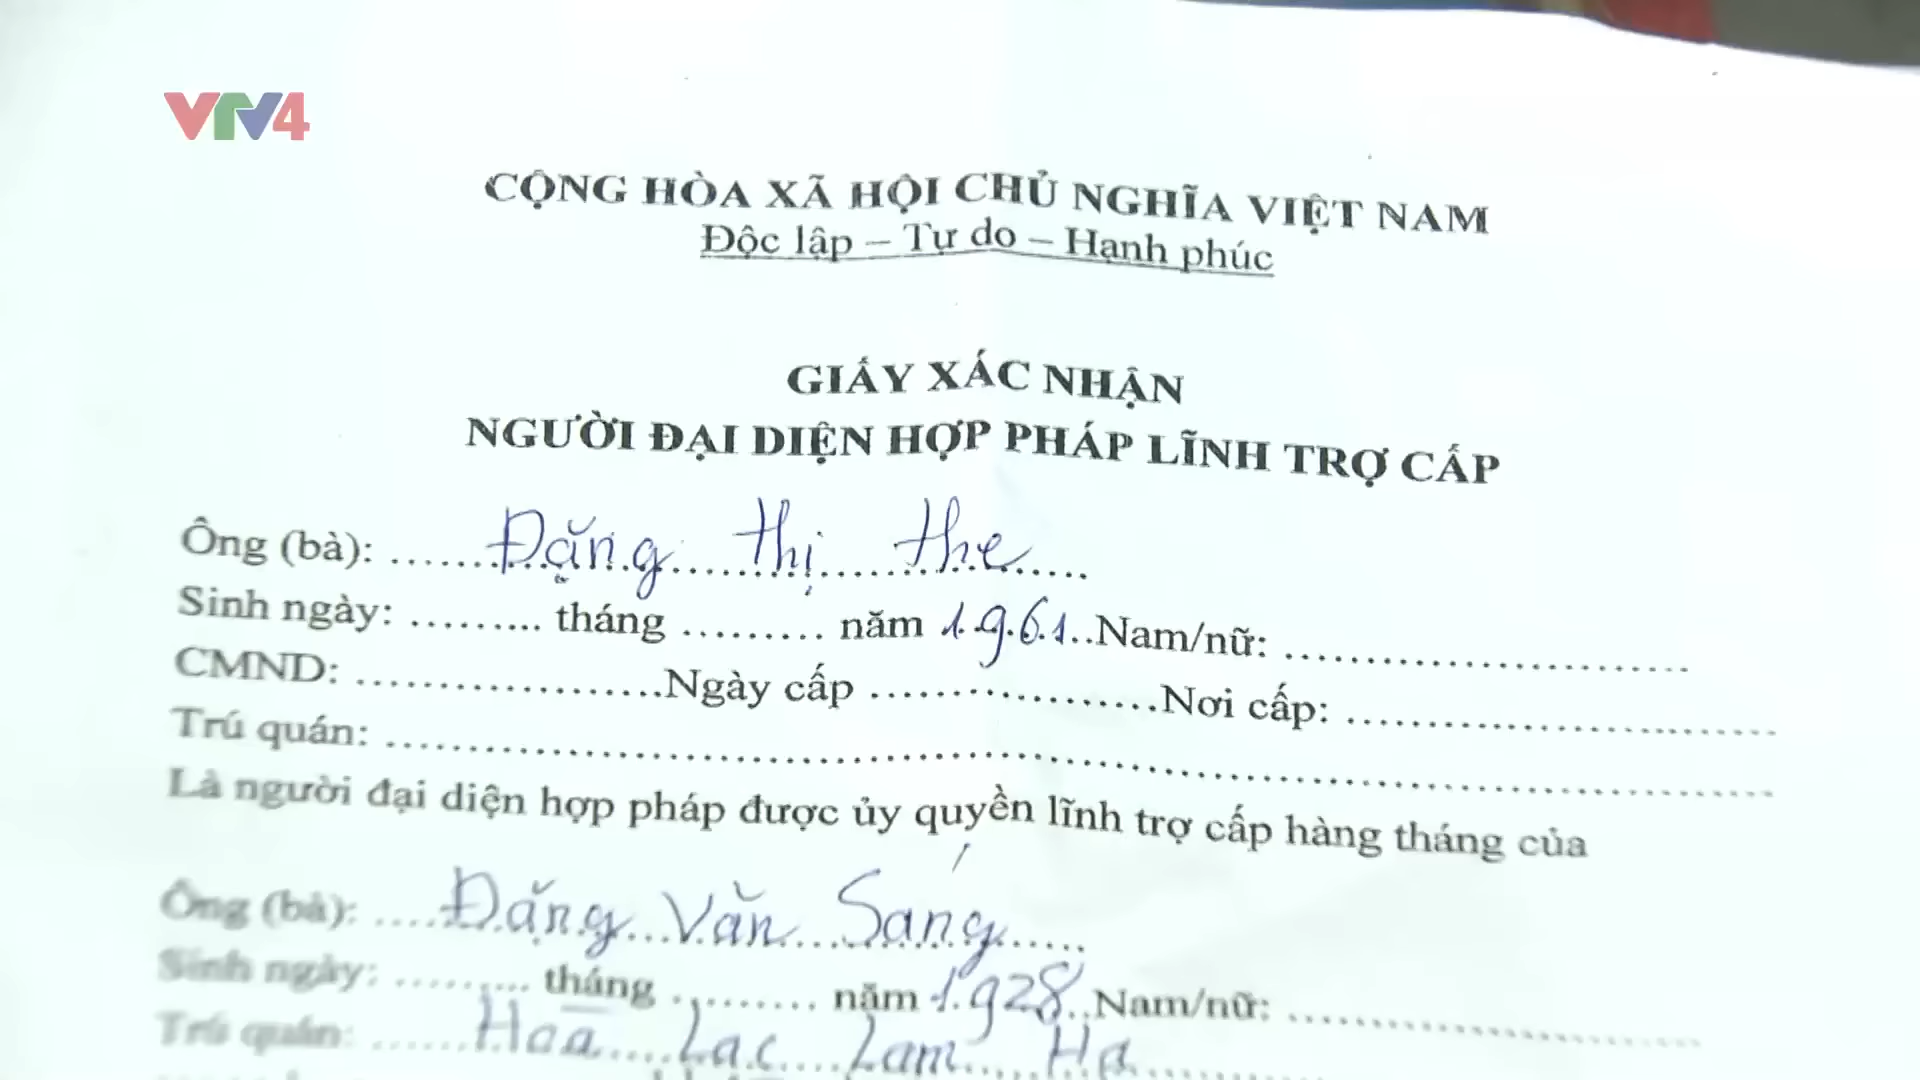 VTV4
CỘNG HÒA XÃ HỘI CHỦ NGHĨA VIỆT NAM
Độc lập – Tự do – Hạnh phúc
GIẤY XÁC NHẬN
NGƯỜI ĐẠI DIỆN HỢP PHÁP LĨNH TRỢ CẤP
Ông (bà): .......Đặng thị the.....
Sinh ngày: ......... tháng ......... năm 1961..Nam/nữ: .........................
CMND: ...................Ngày cấp ..................Nơi cấp: ...........................
Trú quán: ......................................................................................
Là người đại diện hợp pháp được ủy quyền lĩnh trợ cấp hàng tháng của
Ông (bà): ....Đặng Văn Sáng.....
Sinh ngày: ......... tháng ......... năm 1928..Nam/nữ: .........................
Trú quán: ......Hoà Lạc Lam Hạ